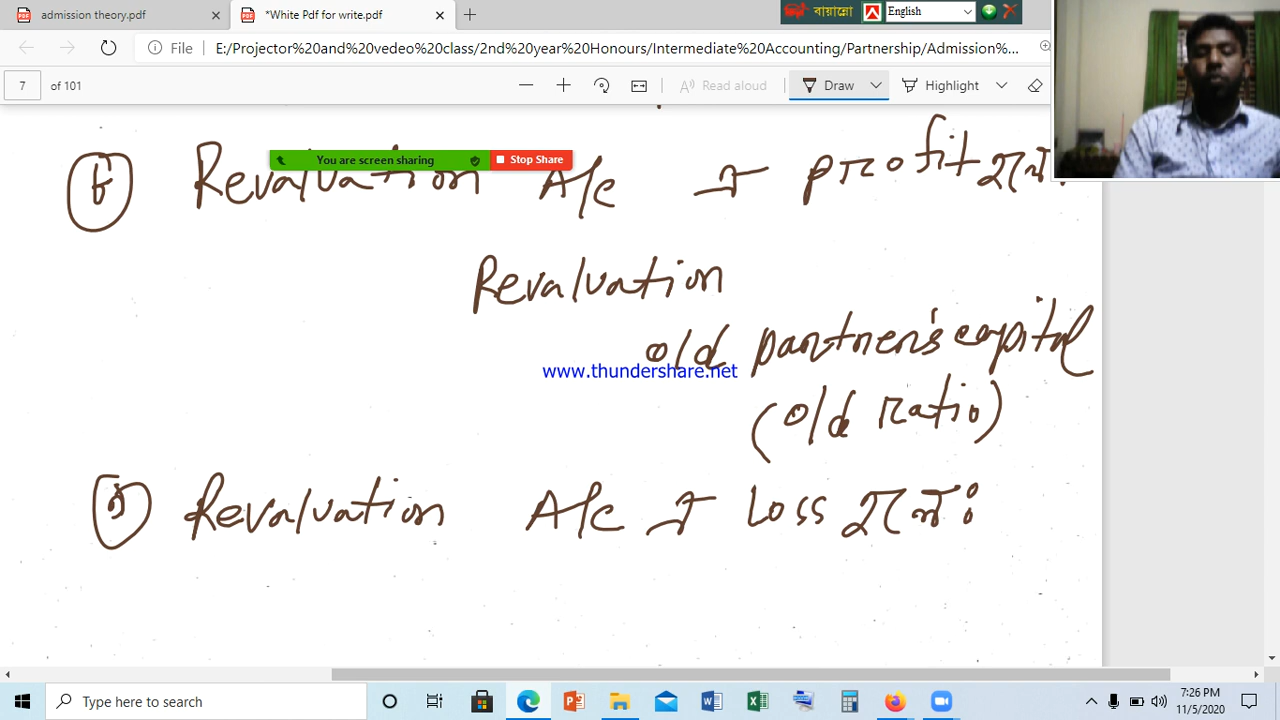 admission theory.pdf
*White Pdf for write.pdf
বায়ান্নো
English
File
E:/Projector%20and%20vedeo%20class/2nd%20year%20Honours/Intermediate%20Accounting/Partnership/Admission%...
7 of 101
Read aloud
Draw
Highlight
You are screen sharing
Stop Share
Revaluation A/c এ profit হলে:
Revaluation
old partner's capital
www.thundershare.net
(old ratio)
Revaluation A/c এ Loss হলে:
Type here to search
7:26 PM
11/5/2020